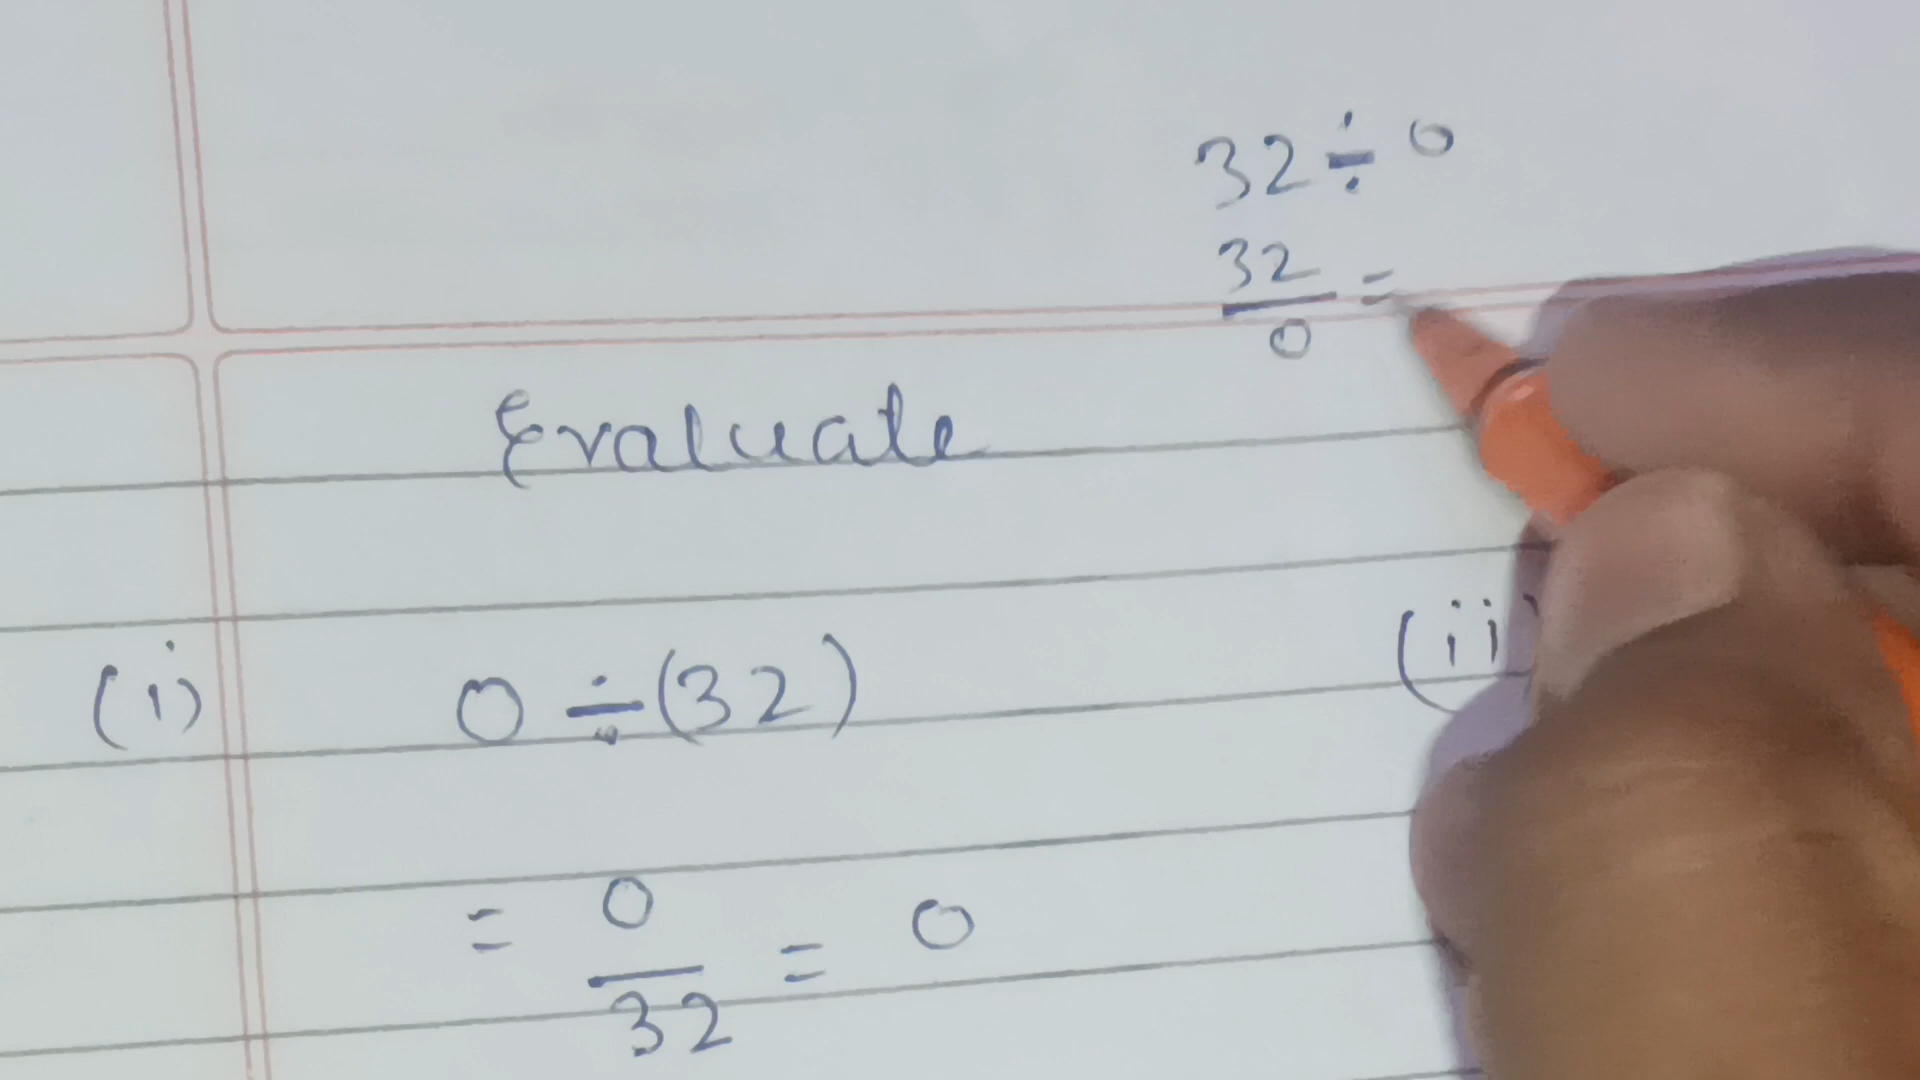 32 ÷ 0
32
0
=
Evaluate
(i) 0 ÷ (32)
(ii)
= 0
32
= 0